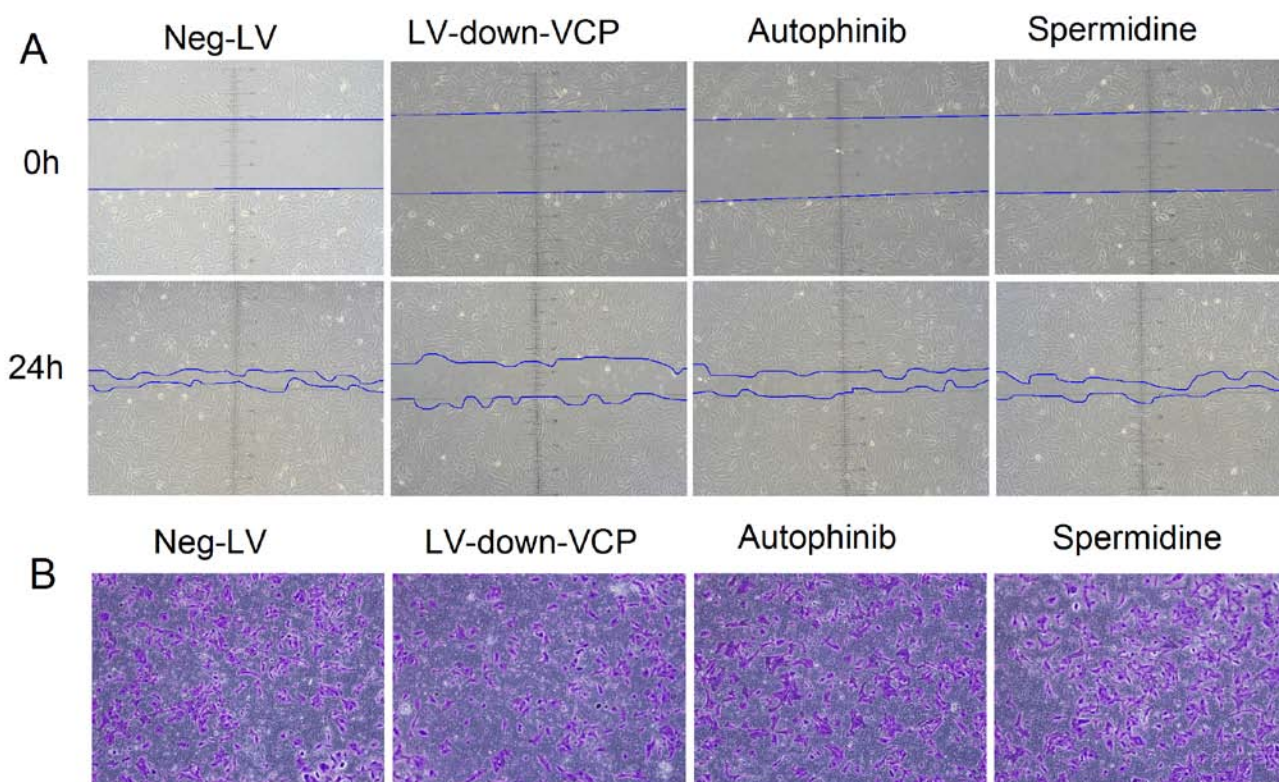 A
Neg-LV
LV-down-VCP
Autophinib
Spermidine
0h
24h
B
Neg-LV
LV-down-VCP
Autophinib
Spermidine